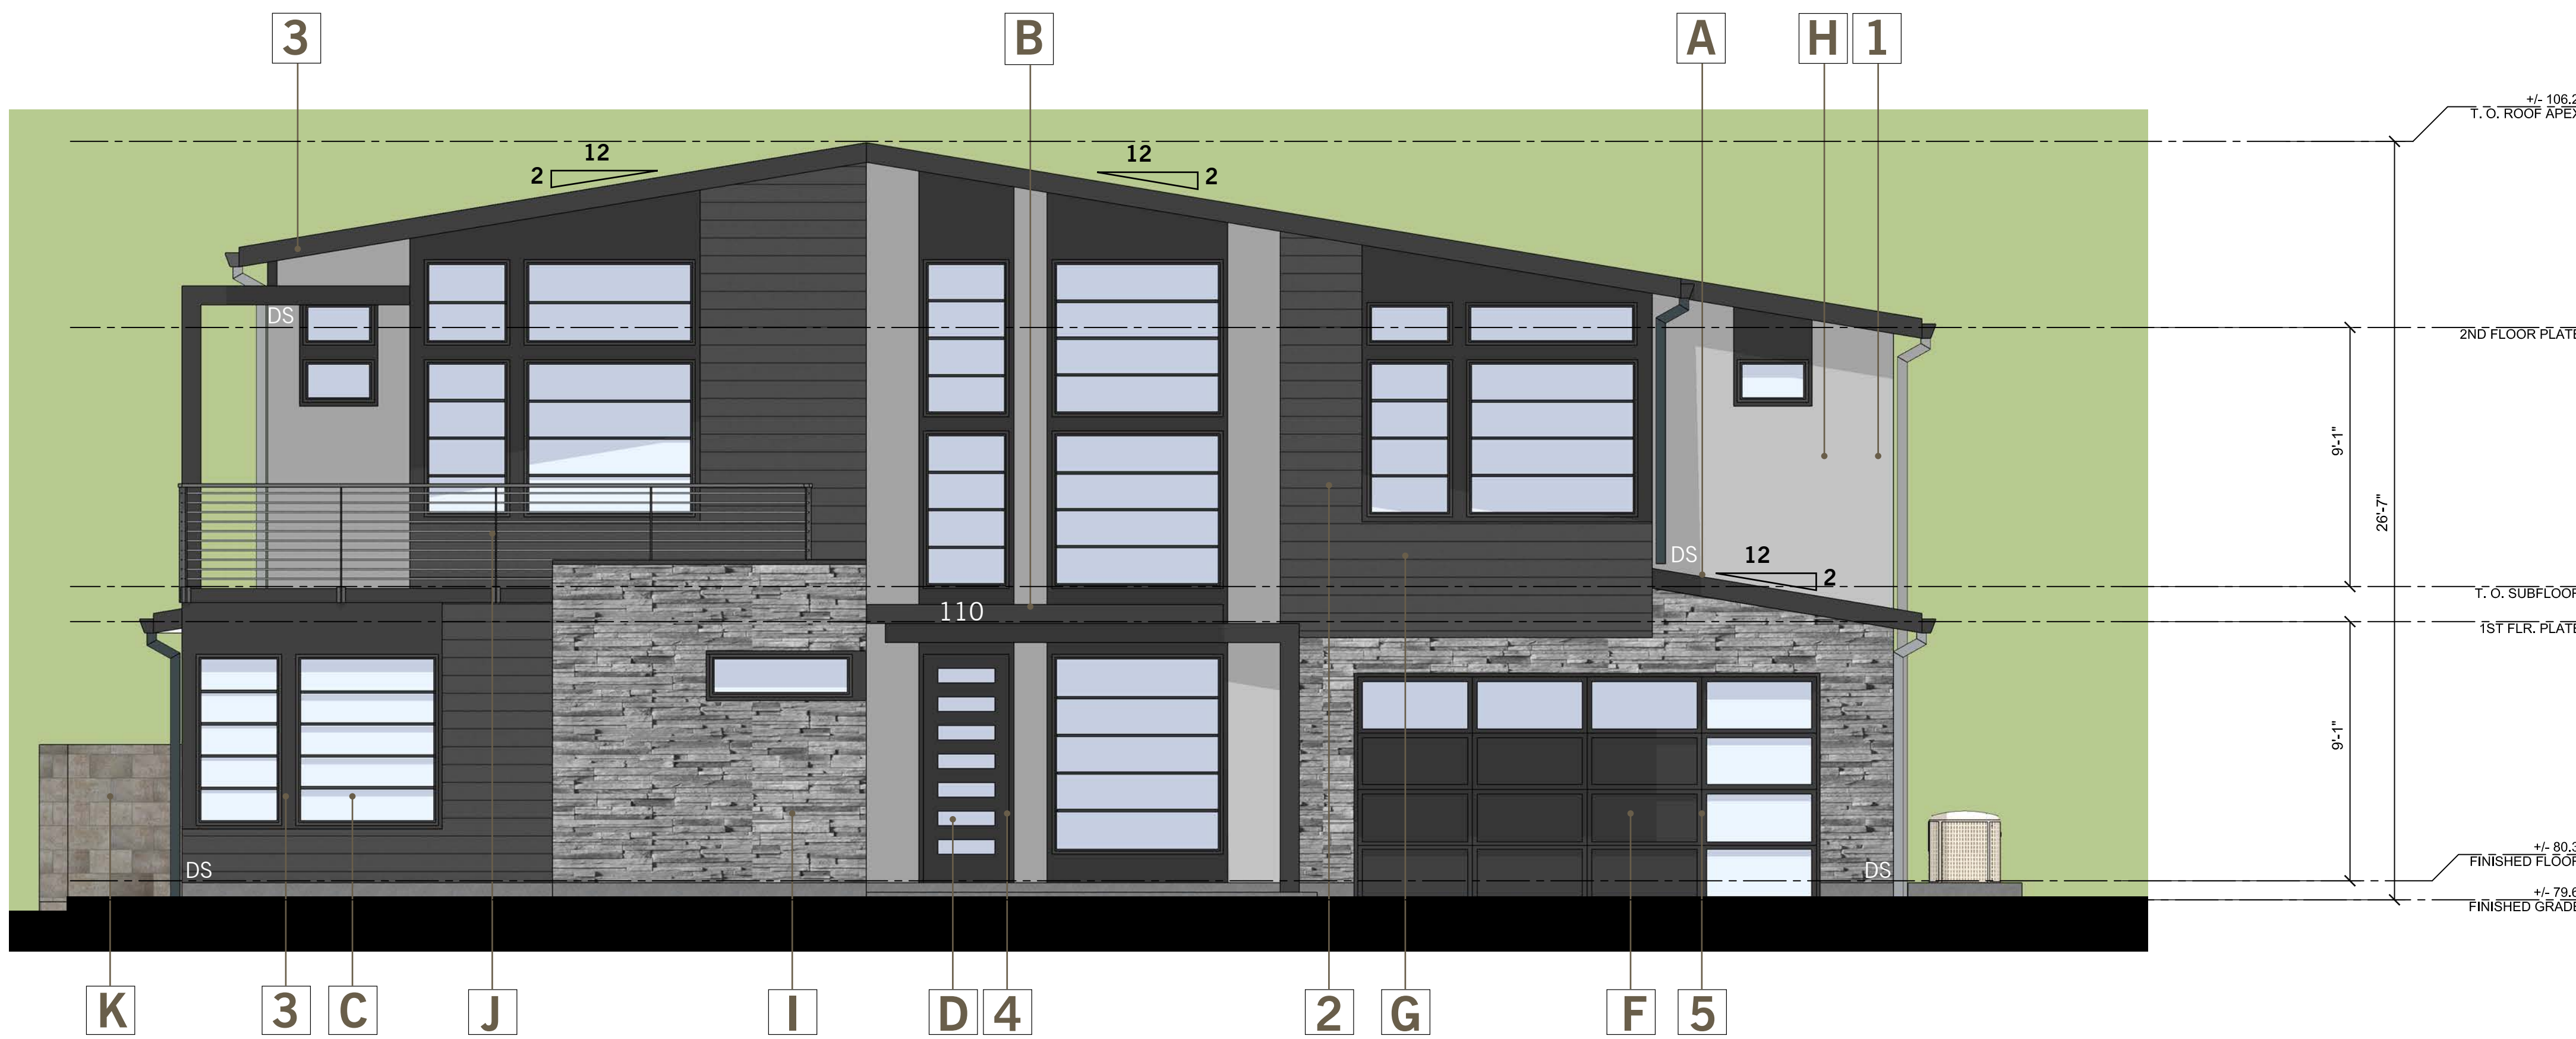 3
B
A
H
1
+/- 106.2
T. O. ROOF APEX
12
2
12
2
DS
2ND FLOOR PLATE
9'-1"
26'-7"
DS
12
2
T. O. SUBFLOOR
110
1ST FLR. PLATE
9'-1"
DS
DS
+/- 80.3
FINISHED FLOOR
+/- 79.6
FINISHED GRADE
K
3
C
J
I
D
4
2
G
F
5